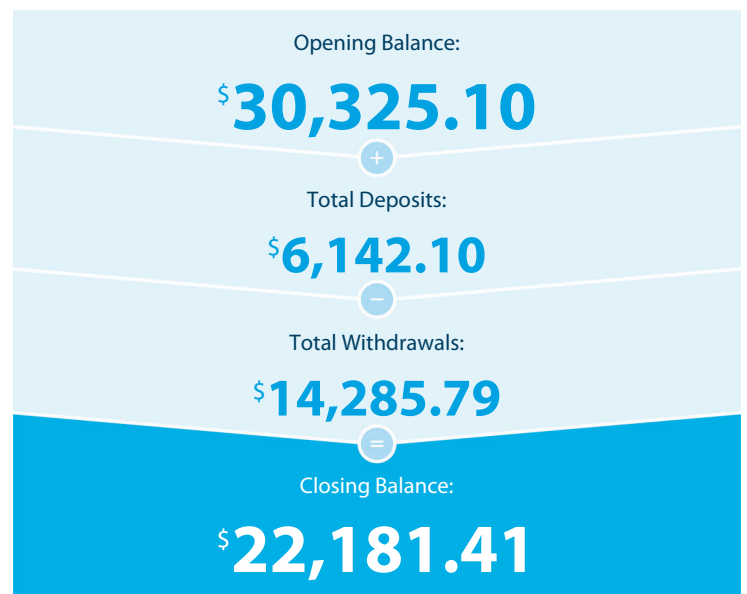 Opening Balance:
$30,325.10
+
Total Deposits:
$6,142.10
−
Total Withdrawals:
$14,285.79
=
Closing Balance:
$22,181.41